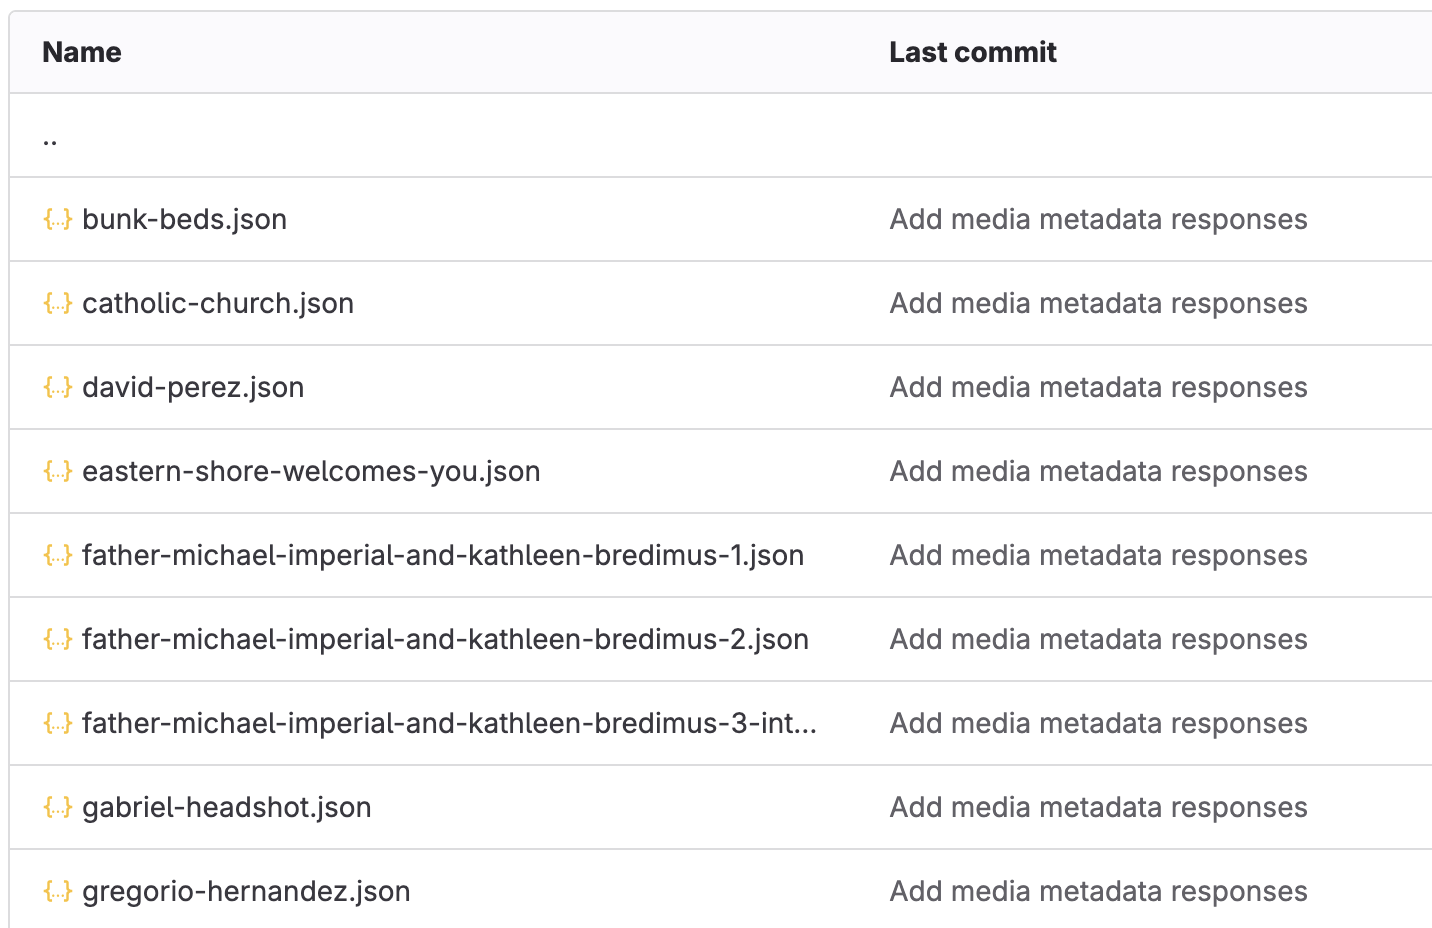 Name Last commit
..
bunk-beds.json Add media metadata responses
catholic-church.json Add media metadata responses
david-perez.json Add media metadata responses
eastern-shore-welcomes-you.json Add media metadata responses
father-michael-imperial-and-kathleen-bredimus-1.json Add media metadata responses
father-michael-imperial-and-kathleen-bredimus-2.json Add media metadata responses
father-michael-imperial-and-kathleen-bredimus-3-int... Add media metadata responses
gabriel-headshot.json Add media metadata responses
gregorio-hernandez.json Add media metadata responses